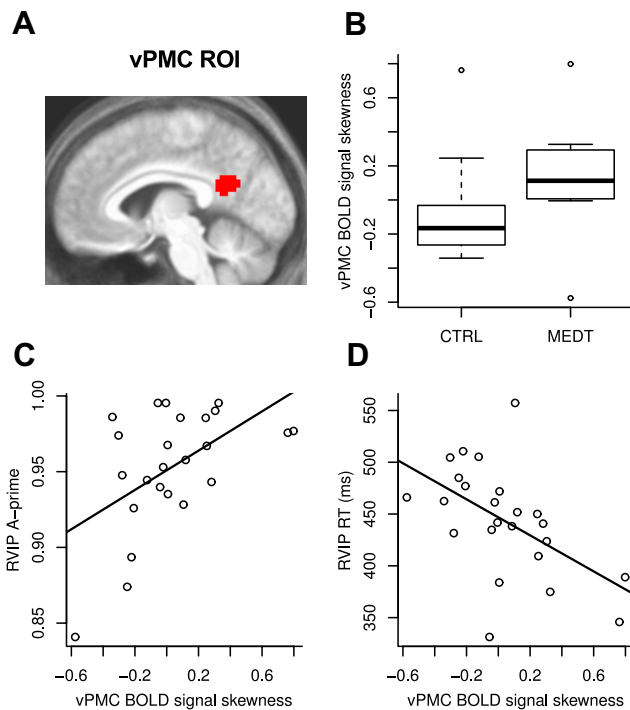 A
vPMC ROI
B
vPMC BOLD signal skewness
0.6
0.2
−0.2
−0.6
CTRL
MEDT
C
RVIP A−prime
1.00
0.95
0.90
0.85
−0.6
−0.2
0.2
0.6
vPMC BOLD signal skewness
D
RVIP RT (ms)
550
500
450
400
350
−0.6
−0.2
0.2
0.6
vPMC BOLD signal skewness